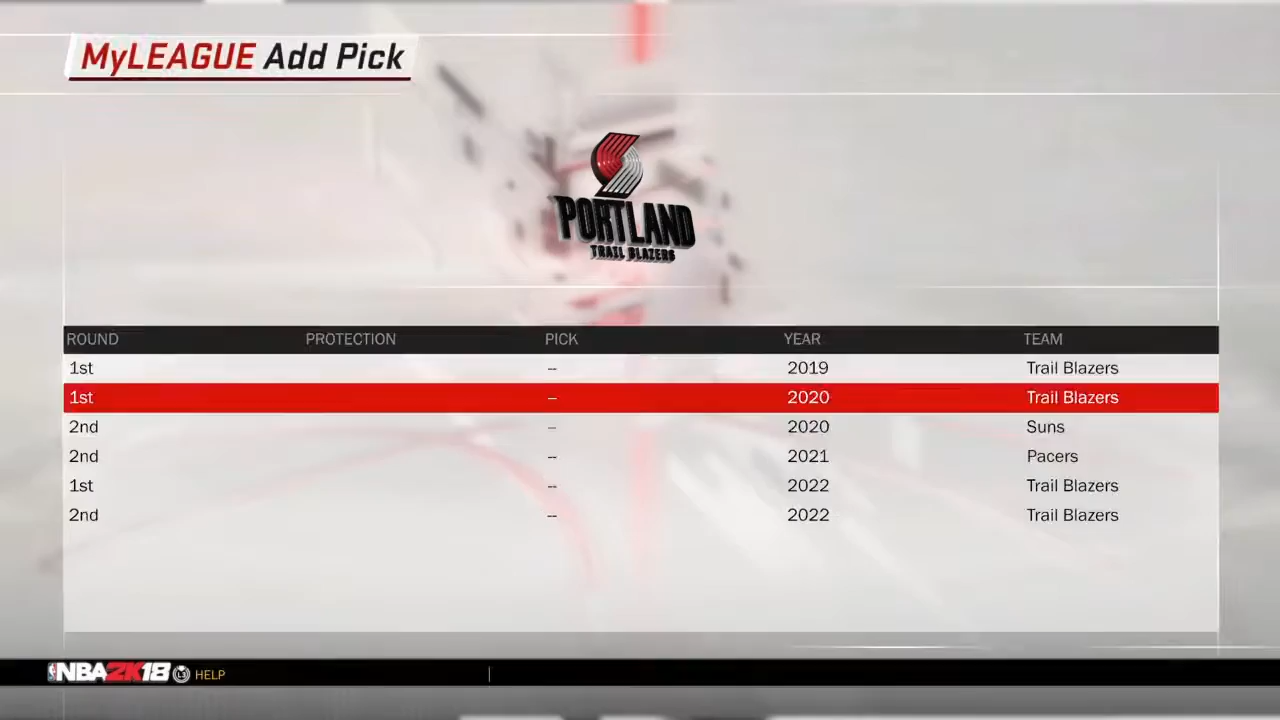 MyLEAGUE Add Pick
PORTLAND
TRAIL BLAZERS
ROUND PROTECTION PICK YEAR TEAM
1st -- 2019 Trail Blazers
1st -- 2020 Trail Blazers
2nd -- 2020 Suns
2nd -- 2021 Pacers
1st -- 2022 Trail Blazers
2nd -- 2022 Trail Blazers
NBA2K18 HELP